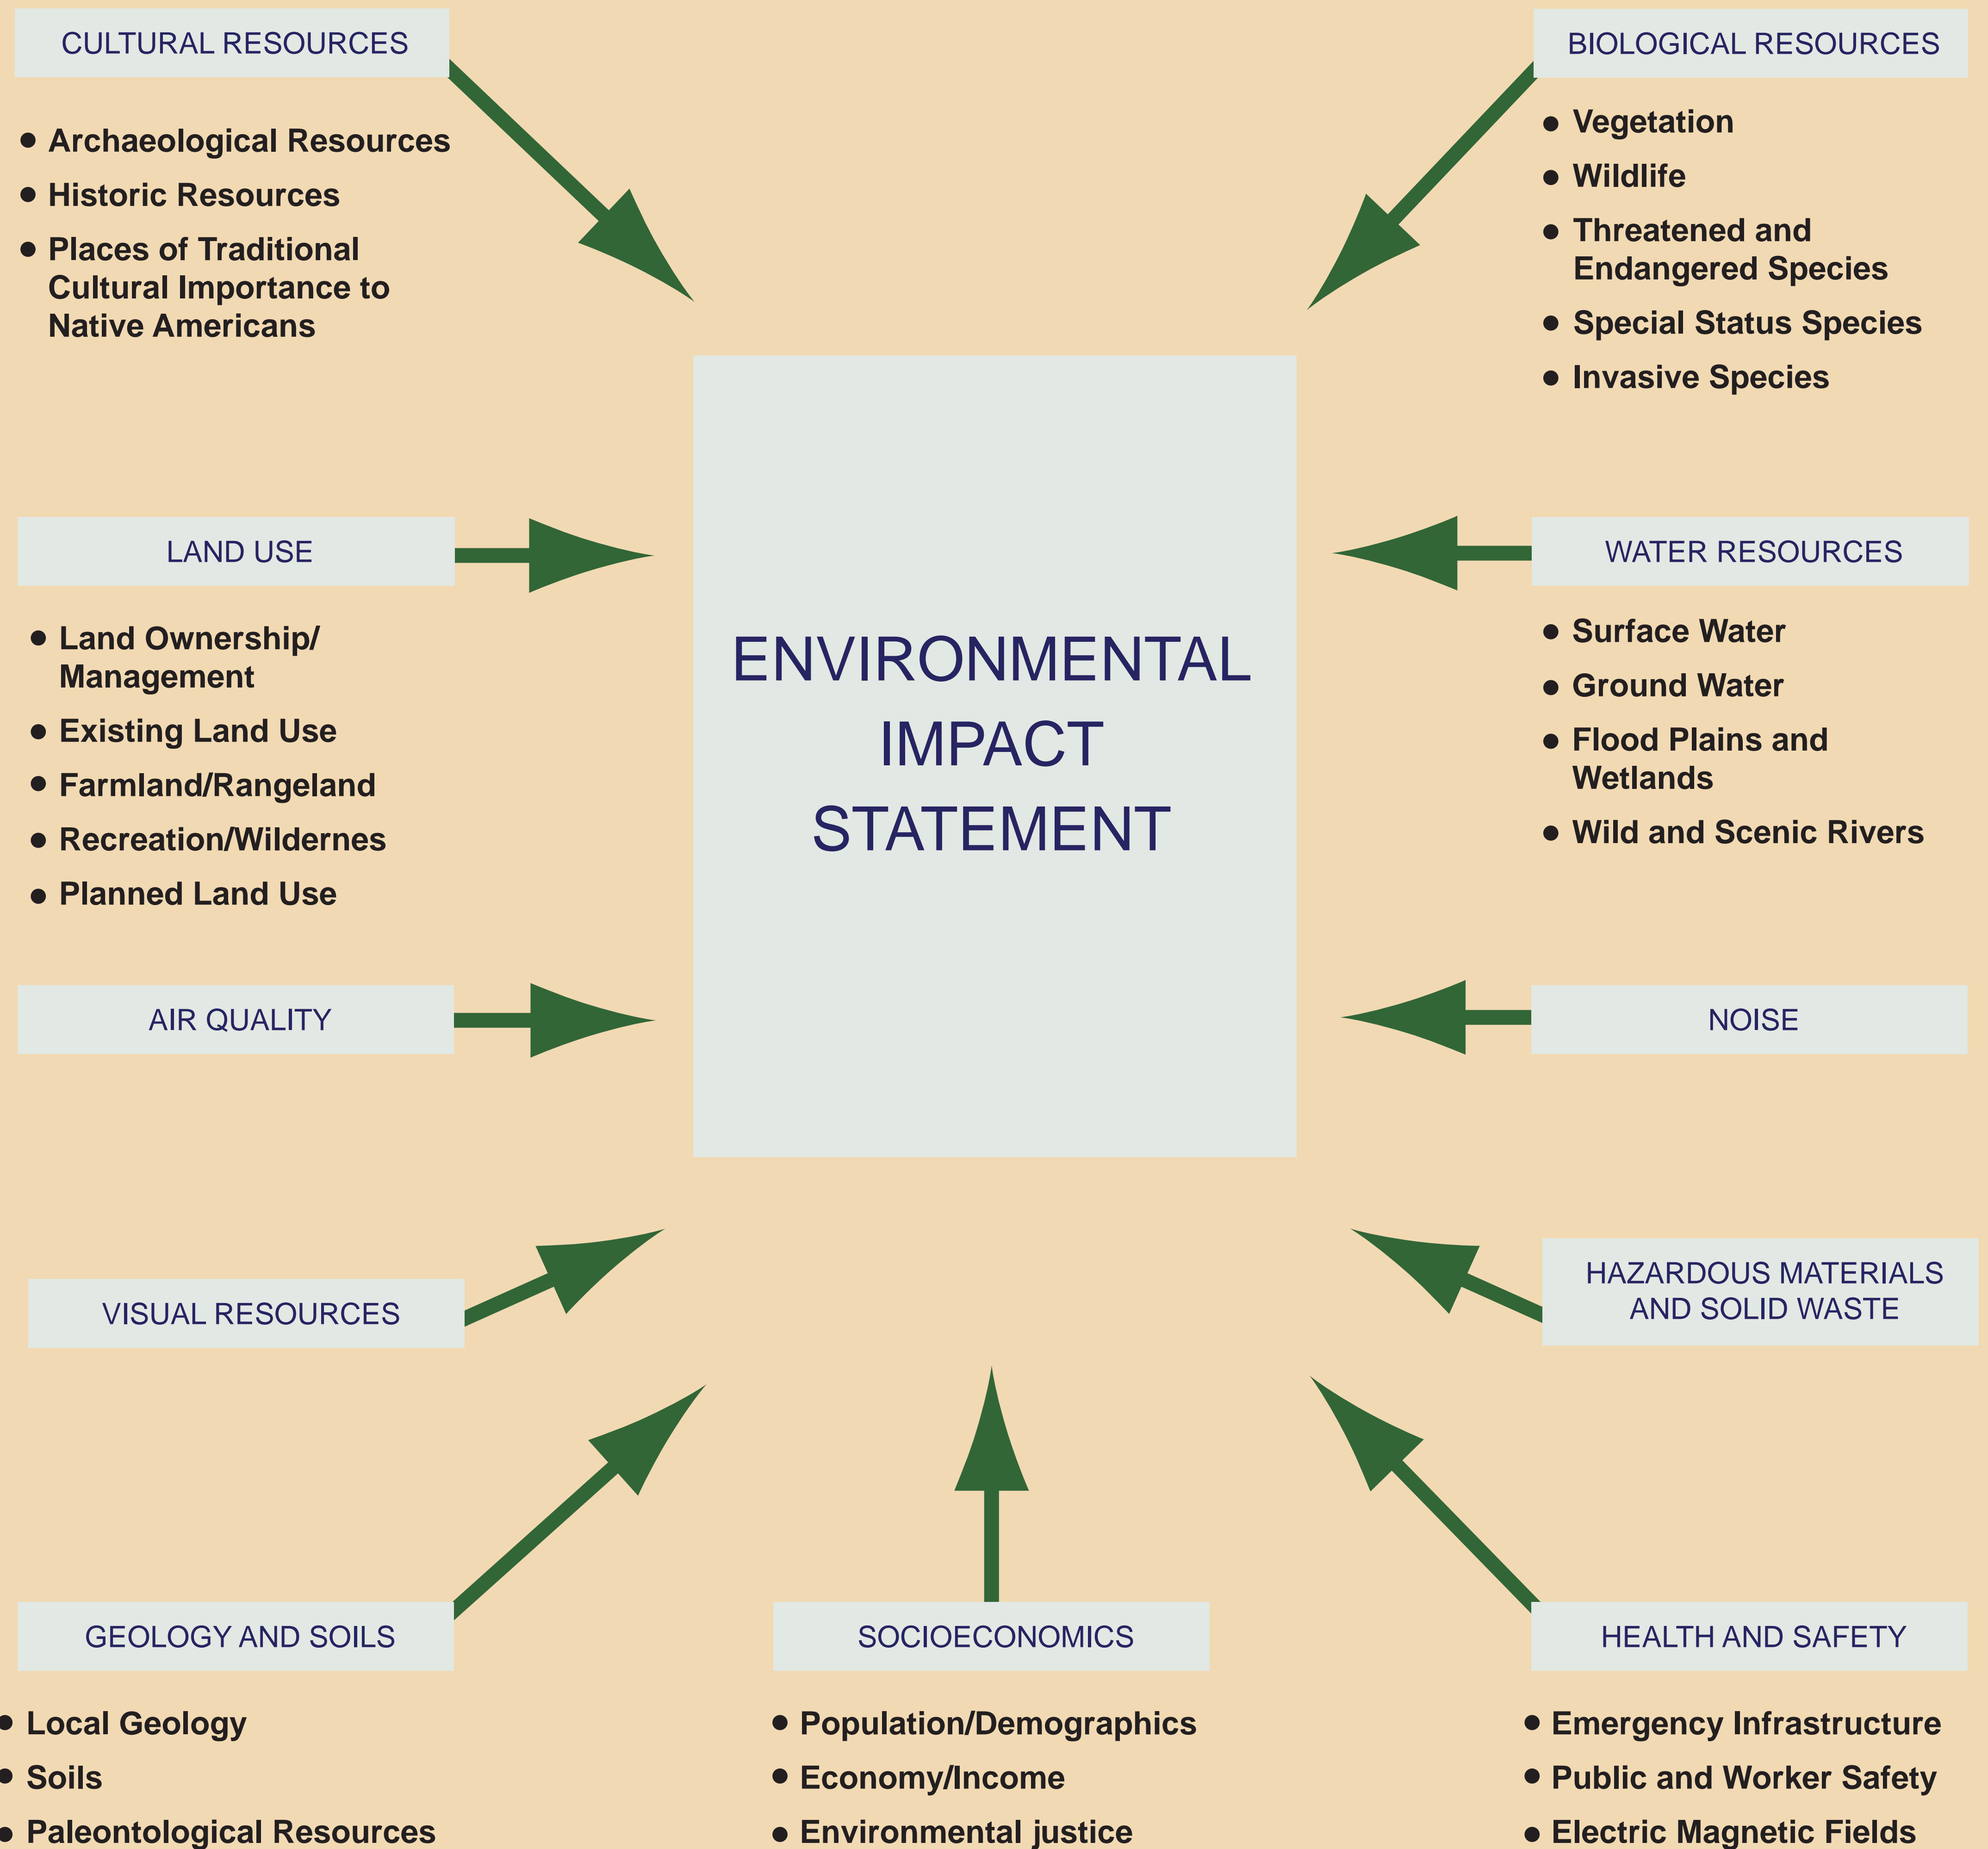 CULTURAL RESOURCES
Archaeological Resources
Historic Resources
Places of Traditional
Cultural Importance to
Native Americans
BIOLOGICAL RESOURCES
Vegetation
Wildlife
Threatened and
Endangered Species
Special Status Species
Invasive Species
ENVIRONMENTAL
IMPACT
STATEMENT
LAND USE
Land Ownership/
Management
Existing Land Use
Farmland/Rangeland
Recreation/Wildernes
Planned Land Use
WATER RESOURCES
Surface Water
Ground Water
Flood Plains and
Wetlands
Wild and Scenic Rivers
AIR QUALITY
NOISE
VISUAL RESOURCES
HAZARDOUS MATERIALS
AND SOLID WASTE
GEOLOGY AND SOILS
Local Geology
Soils
Paleontological Resources
SOCIOECONOMICS
Population/Demographics
Economy/Income
Environmental justice
HEALTH AND SAFETY
Emergency Infrastructure
Public and Worker Safety
Electric Magnetic Fields